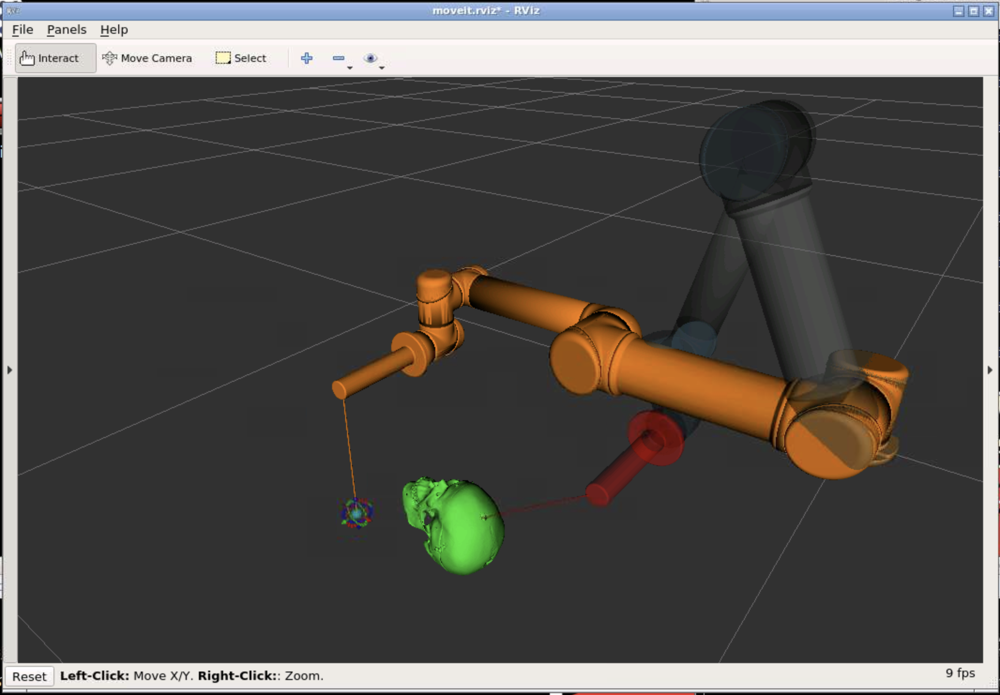 moveit.rviz* - RViz
File Panels Help
Interact Move Camera Select
Reset Left-Click: Move X/Y. Right-Click:: Zoom. 9 fps